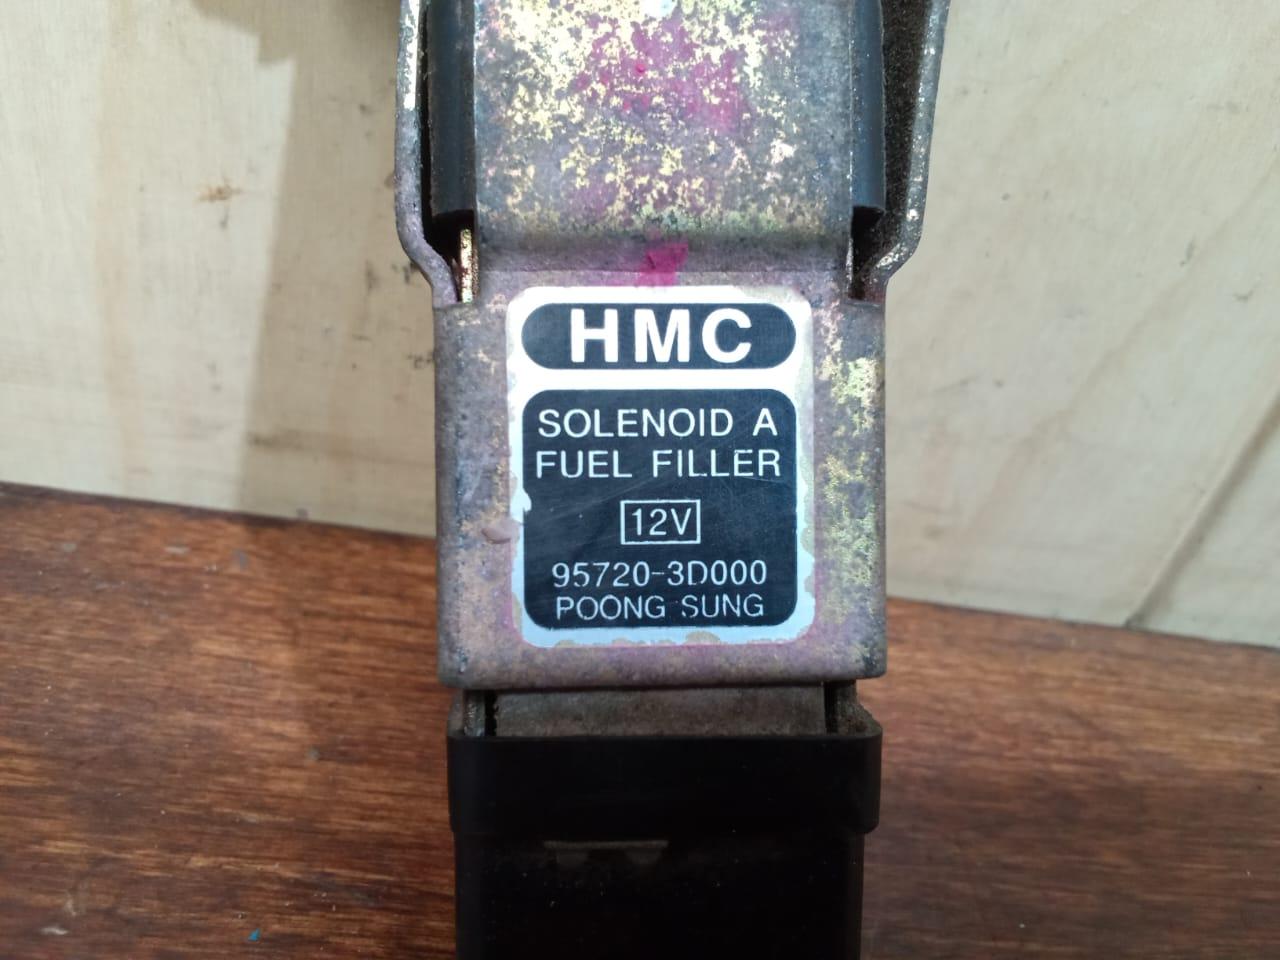 HMC
SOLENOID A
FUEL FILLER
12V
95720-3D000
POONG SUNG